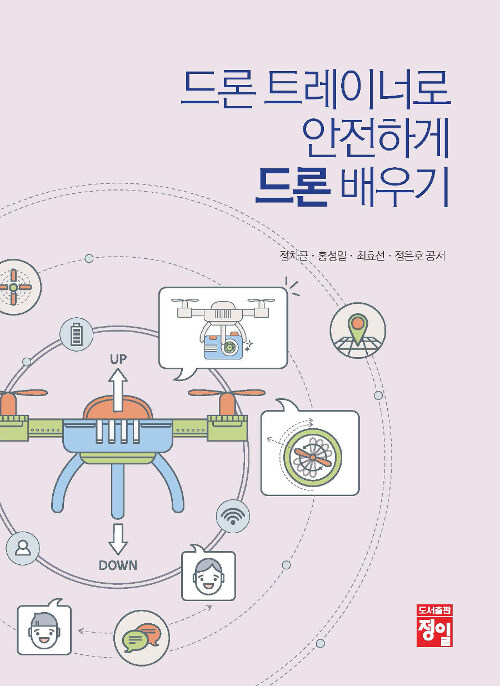 드론 트레이너로
안전하게
드론 배우기
정치근 · 홍성일 · 최효선 · 정은호 공저
UP
DOWN
도서출판
정일